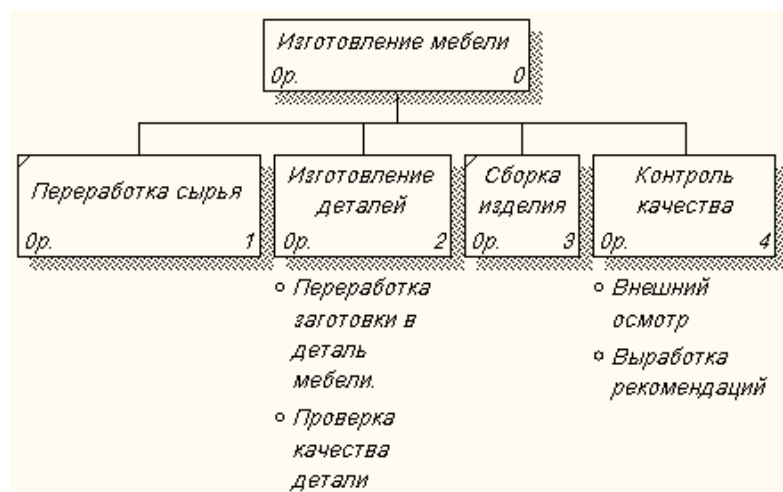 Изготовление мебели
0р. 0
Переработка сырья
0р. 1
Изготовление
деталей
0р. 2
Сборка
изделия
0р. 3
Контроль
качества
0р. 4
Переработка
заготовки в
деталь
мебели.
Проверка
качества
детали
Внешний
осмотр
Выработка
рекомендаций